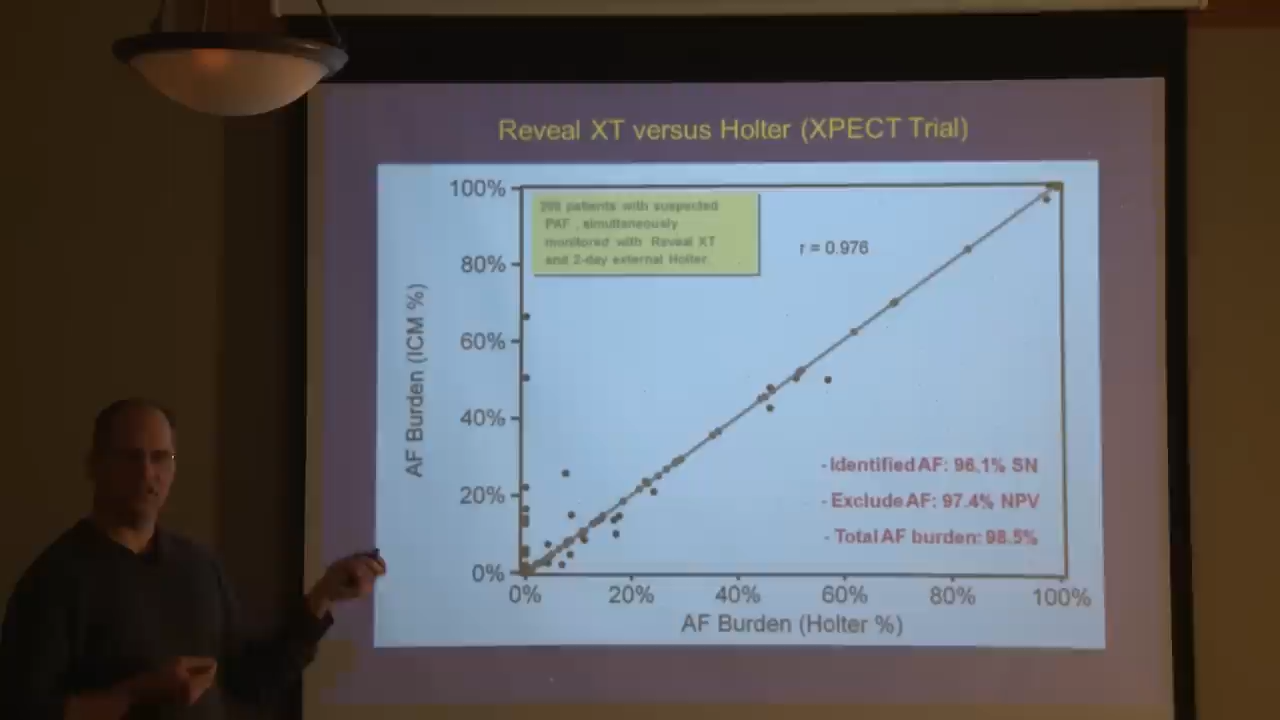 Reveal XT versus Holter (XPECT Trial)
100%
patients with suspected
PAF , simultaneously
monitored with Reveal XT
and 2-day external Holter
r = 0.976
80%
60%
40%
20%
0%
AF Burden (ICM %)
- Identified AF: 96.1% SN
- Exclude AF: 97.4% NPV
- Total AF burden: 98.5%
0% 20% 40% 60% 80% 100%
AF Burden (Holter %)